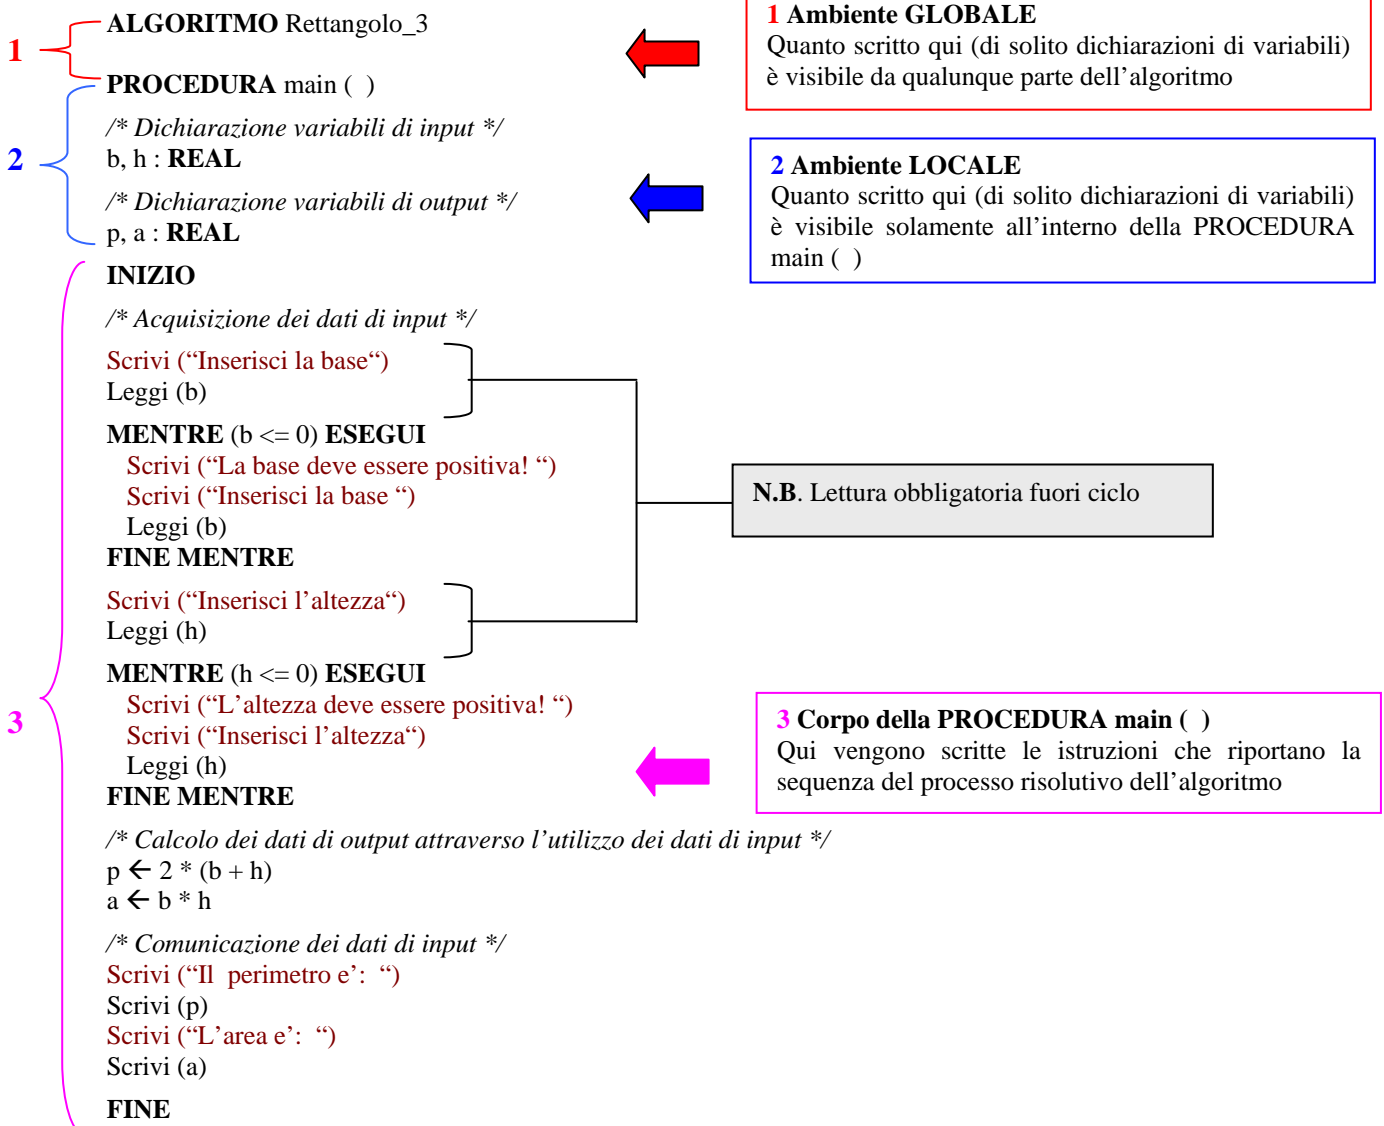 ALGORITMO Rettangolo_3
1
PROCEDURA main ( )
/* Dichiarazione variabili di input */
b, h : REAL
2
/* Dichiarazione variabili di output */
p, a : REAL
INIZIO
/* Acquisizione dei dati di input */
Scrivi (“Inserisci la base“)
Leggi (b)
MENTRE (b <= 0) ESEGUI
Scrivi (“La base deve essere positiva! “)
Scrivi (“Inserisci la base “)
Leggi (b)
FINE MENTRE
Scrivi (“Inserisci l’altezza“)
Leggi (h)
MENTRE (h <= 0) ESEGUI
Scrivi (“L’altezza deve essere positiva! “)
3
Scrivi (“Inserisci l’altezza“)
Leggi (h)
FINE MENTRE
/* Calcolo dei dati di output attraverso l’utilizzo dei dati di input */
p ← 2 * (b + h)
a ← b * h
/* Comunicazione dei dati di input */
Scrivi (“Il perimetro e’: “)
Scrivi (p)
Scrivi (“L’area e’: “)
Scrivi (a)
FINE
1 Ambiente GLOBALE
Quanto scritto qui (di solito dichiarazioni di variabili)
è visibile da qualunque parte dell’algoritmo
2 Ambiente LOCALE
Quanto scritto qui (di solito dichiarazioni di variabili)
è visibile solamente all’interno della PROCEDURA
main ( )
N.B. Lettura obbligatoria fuori ciclo
3 Corpo della PROCEDURA main ( )
Qui vengono scritte le istruzioni che riportano la
sequenza del processo risolutivo dell’algoritmo